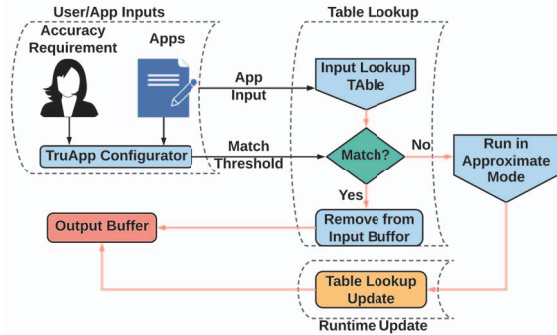 User/App Inputs
Accuracy
Requirement
Apps
TruApp Configurator
App
Input
Match
Threshold
Table Lookup
Input Lookup
TAble
Match?
No
Yes
Run in
Approximate
Mode
Remove from
Input Buffor
Output Buffer
Table Lookup
Update
Runtime Update